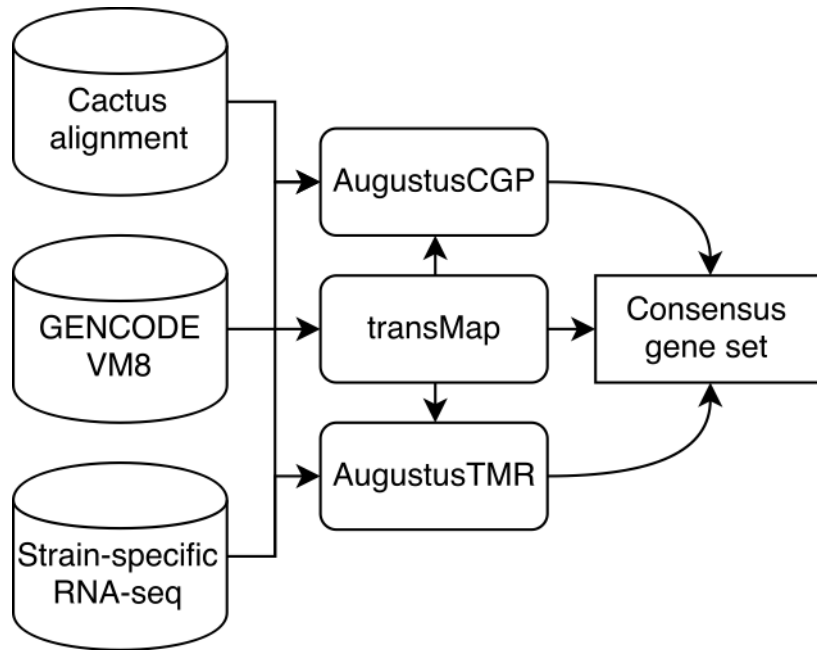 Cactus
alignment
AugustusCGP
GENCODE
VM8
transMap
Consensus
gene set
AugustusTMR
Strain-specific
RNA-seq